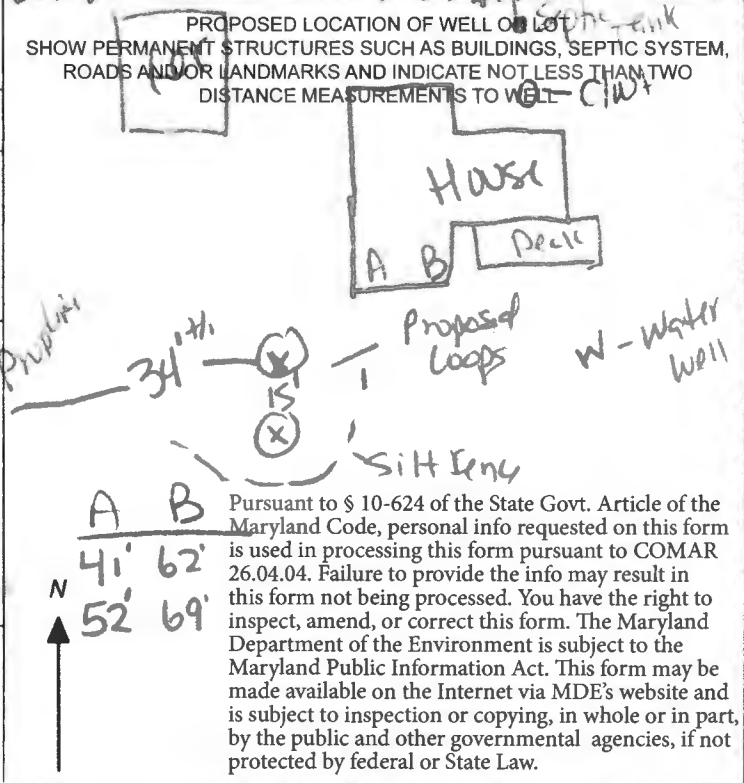 Septic Tank
PROPOSED LOCATION OF WELL ON LOT
SHOW PERMANENT STRUCTURES SUCH AS BUILDINGS, SEPTIC SYSTEM,
ROADS AND/OR LANDMARKS AND INDICATE NOT LESS THAN TWO
DISTANCE MEASUREMENTS TO WELL
House
Deck
A B
Proposed
Loops
W - Water
Well
34' +/-
X
15'
X
Silt Fence
A B
41' 62'
52' 69'
N
Pursuant to § 10-624 of the State Govt. Article of the
Maryland Code, personal info requested on this form
is used in processing this form pursuant to COMAR
26.04.04. Failure to provide the info may result in
this form not being processed. You have the right to
inspect, amend, or correct this form. The Maryland
Department of the Environment is subject to the
Maryland Public Information Act. This form may be
made available on the Internet via MDE's website and
is subject to inspection or copying, in whole or in part,
by the public and other governmental agencies, if not
protected by federal or State Law.